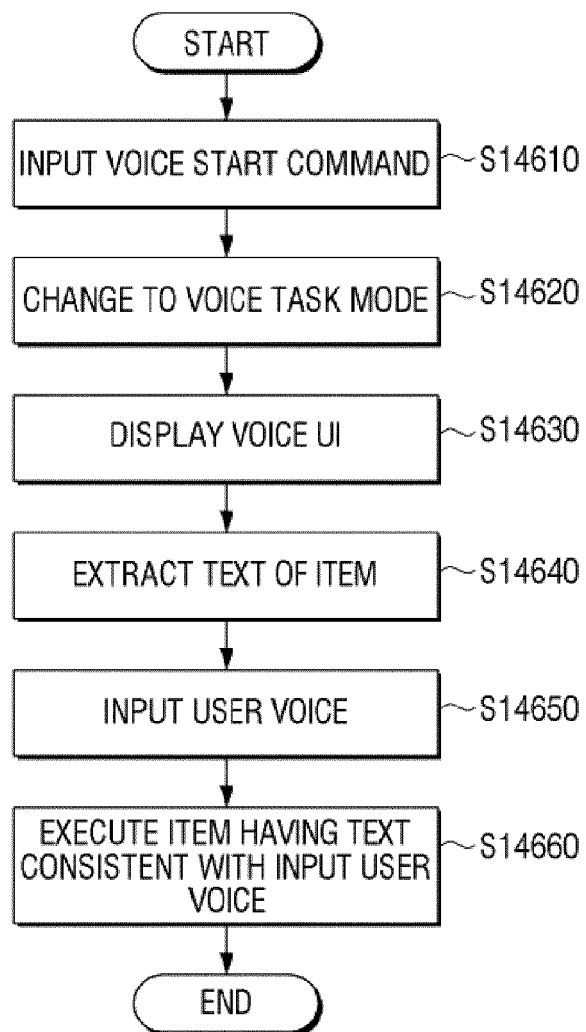 START
INPUT VOICE START COMMAND
S14610
CHANGE TO VOICE TASK MODE
S14620
DISPLAY VOICE UI
S14630
EXTRACT TEXT OF ITEM
S14640
INPUT USER VOICE
S14650
EXECUTE ITEM HAVING TEXT
CONSISTENT WITH INPUT USER
VOICE
S14660
END